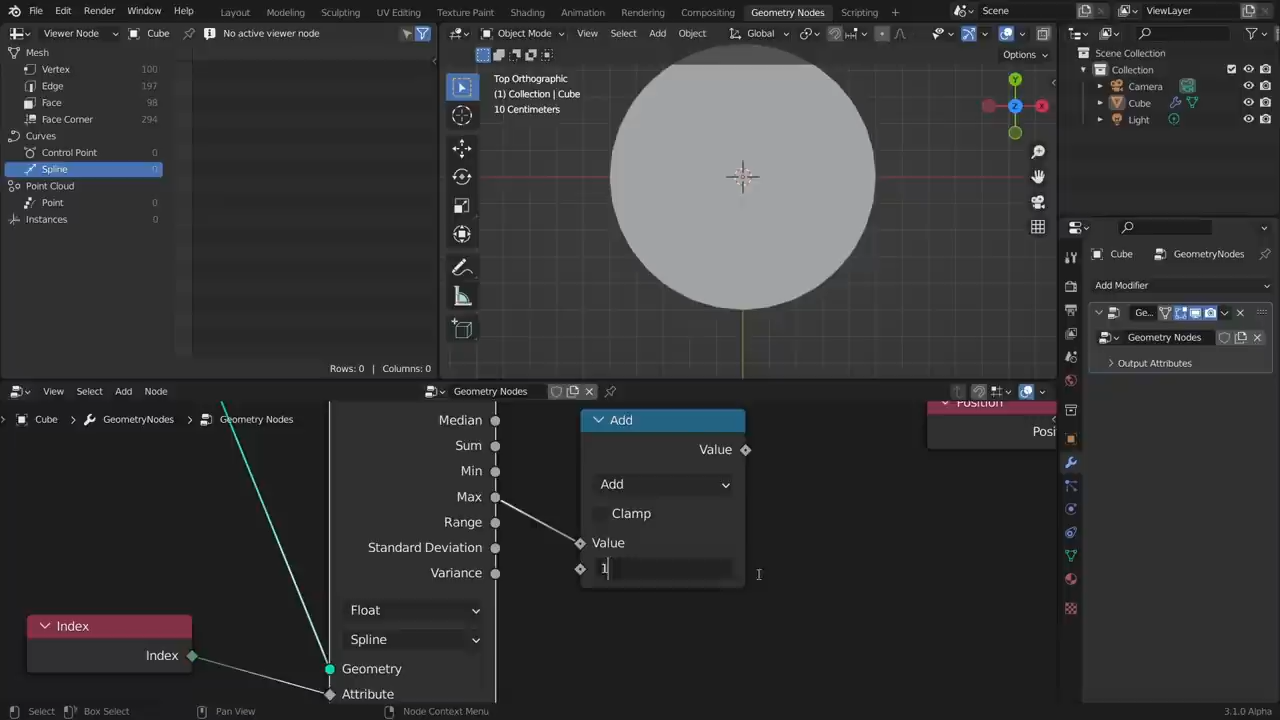 File Edit Render Window Help Layout Modeling Sculpting UV Editing Texture Paint Shading Animation Rendering Compositing Geometry Nodes Scripting + Scene ViewLayer
Viewer Node Cube No active viewer node
Object Mode View Select Add Object Global
Options
Mesh
Vertex 100
Edge 197
Face 98
Face Corner 294
Curves
Control Point 0
Spline 0
Point Cloud
Point 0
Instances 0
Rows: 0 | Columns: 0
Top Orthographic
(1) Collection | Cube
10 Centimeters
Y
Z
X
Scene Collection
Collection
Camera
Cube
Light
Cube GeometryNodes
Add Modifier
Ge...
Geometry Nodes
Output Attributes
View Select Add Node Geometry Nodes
Cube GeometryNodes Geometry Nodes
Median
Sum
Min
Max
Range
Standard Deviation
Variance
Float
Spline
Geometry
Attribute
Index
Index
Add
Value
Add
Clamp
Value
1
Position
Posi
Select Box Select Pan View Node Context Menu 3.1.0 Alpha